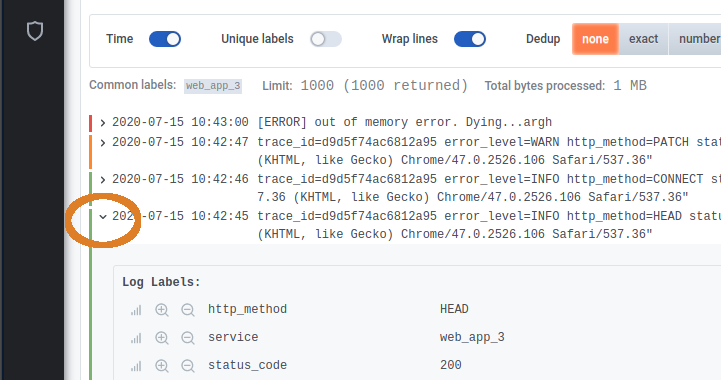 Time Unique labels Wrap lines Dedup none exact number
Common labels: web_app_3 Limit: 1000 (1000 returned) Total bytes processed: 1 MB
2020-07-15 10:43:00 [ERROR] out of memory error. Dying...argh
2020-07-15 10:42:47 trace_id=d9d5f74ac6812a95 error_level=WARN http_method=PATCH stat
(KHTML, like Gecko) Chrome/47.0.2526.106 Safari/537.36"
2020-07-15 10:42:46 trace_id=d9d5f74ac6812a95 error_level=INFO http_method=CONNECT st
7.36 (KHTML, like Gecko) Chrome/47.0.2526.106 Safari/537.36"
2020-07-15 10:42:45 trace_id=d9d5f74ac6812a95 error_level=INFO http_method=HEAD statu
(KHTML, like Gecko) Chrome/47.0.2526.106 Safari/537.36"
Log Labels:
http_method HEAD
service web_app_3
status_code 200